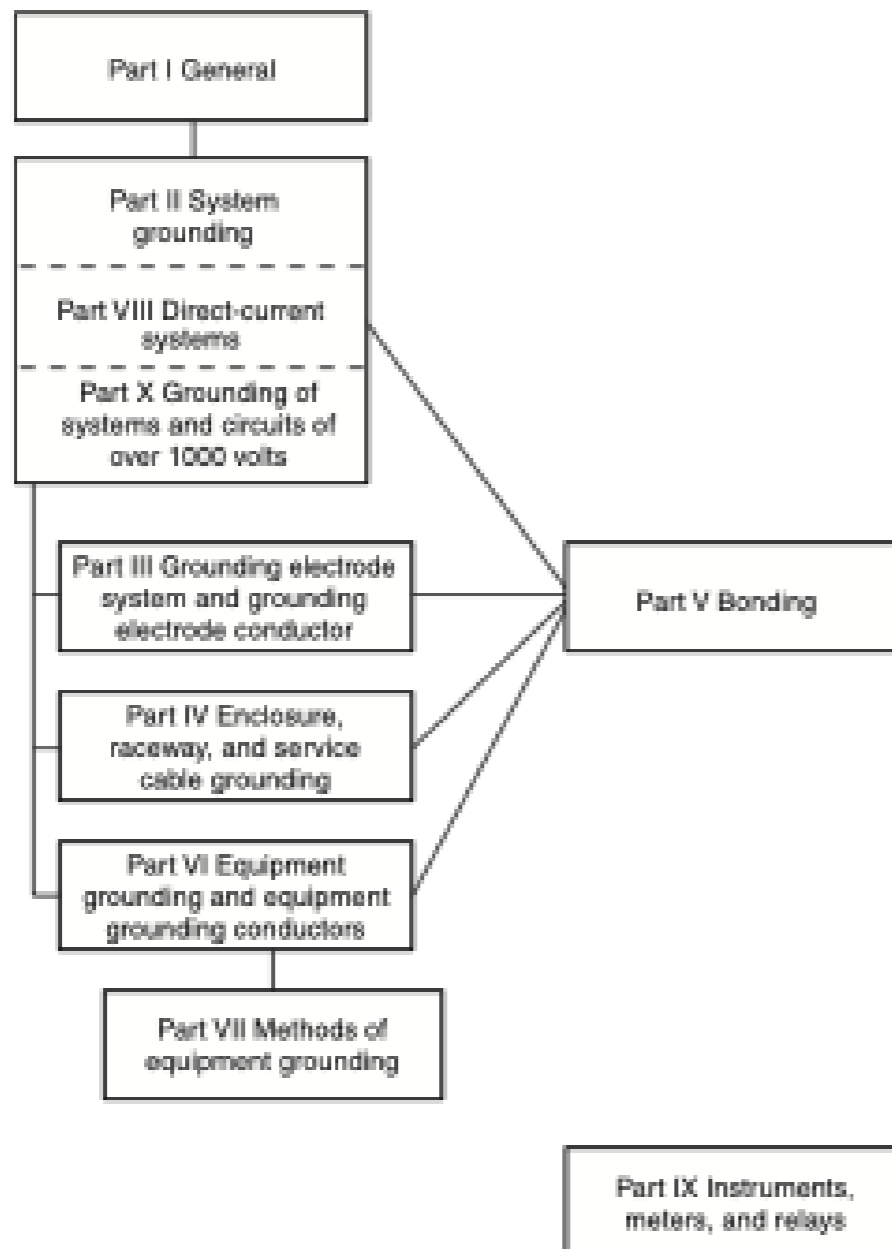 Part I General
Part II System
grounding
Part VIII Direct-current
systems
Part X Grounding of
systems and circuits of
over 1000 volts
Part III Grounding electrode
system and grounding
electrode conductor
Part V Bonding
Part IV Enclosure,
raceway, and service
cable grounding
Part VI Equipment
grounding and equipment
grounding conductors
Part VII Methods of
equipment grounding
Part IX Instruments,
meters, and relays